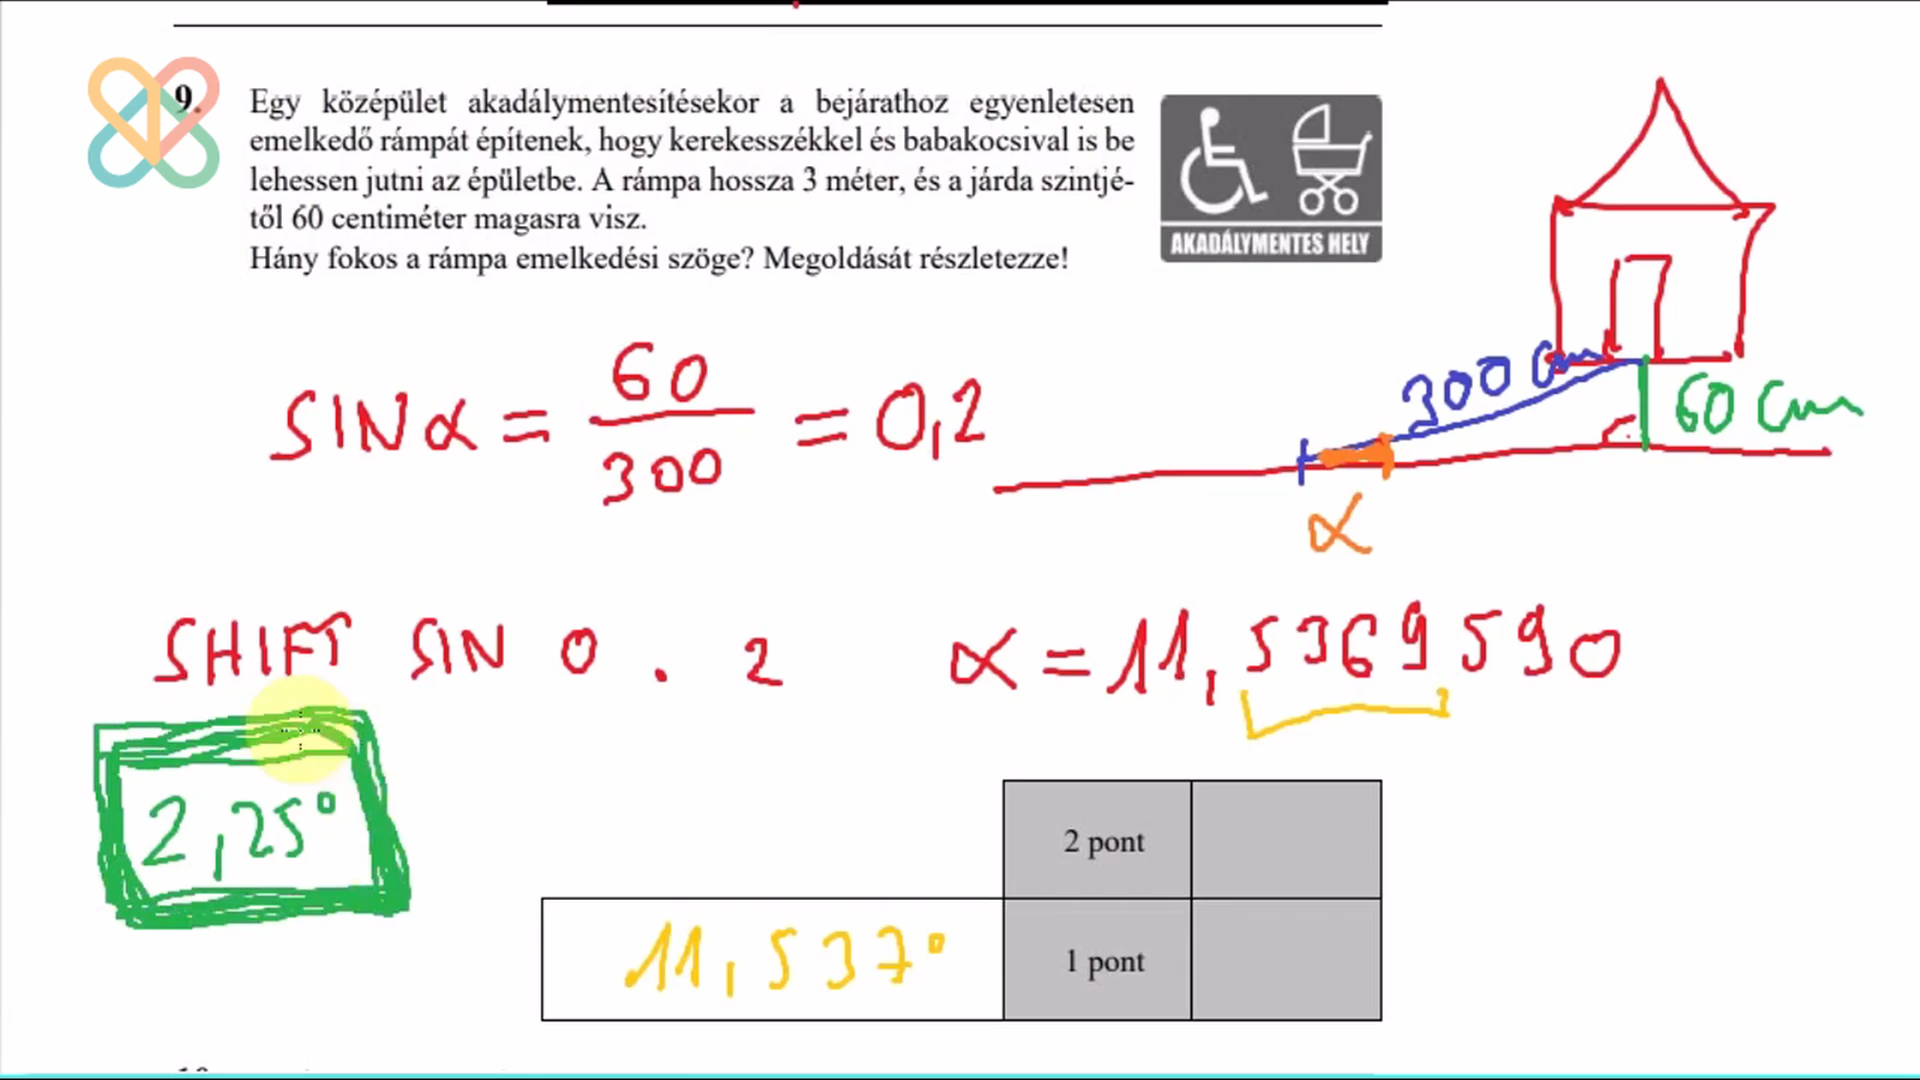 9. Egy középület akadálymentesítésekor a bejárathoz egyenletesen
emelkedő rámpát építenek, hogy kerekesszékkel és babakocsival is be
lehessen jutni az épületbe. A rámpa hossza 3 méter, és a járda szintjé-
től 60 centiméter magasra visz.
Hány fokos a rámpa emelkedési szöge? Megoldását részletezze!
AKADÁLYMENTES HELY
300 cm
60 cm
α
SIN α = 60/300 = 0,2
SHIFT SIN 0 . 2
α = 11,5369590
2,25°
2 pont
11,537°
1 pont